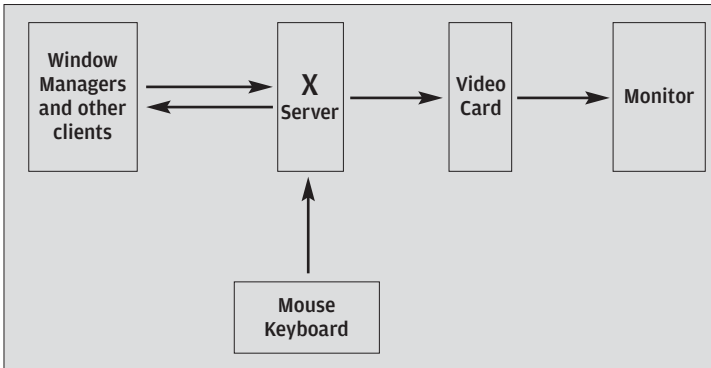 Window
Managers
and other
clients
X
Server
Video
Card
Monitor
Mouse
Keyboard